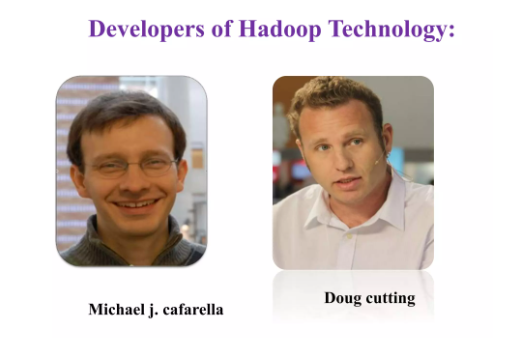 Developers of Hadoop Technology:
Michael j. cafarella
Doug cutting